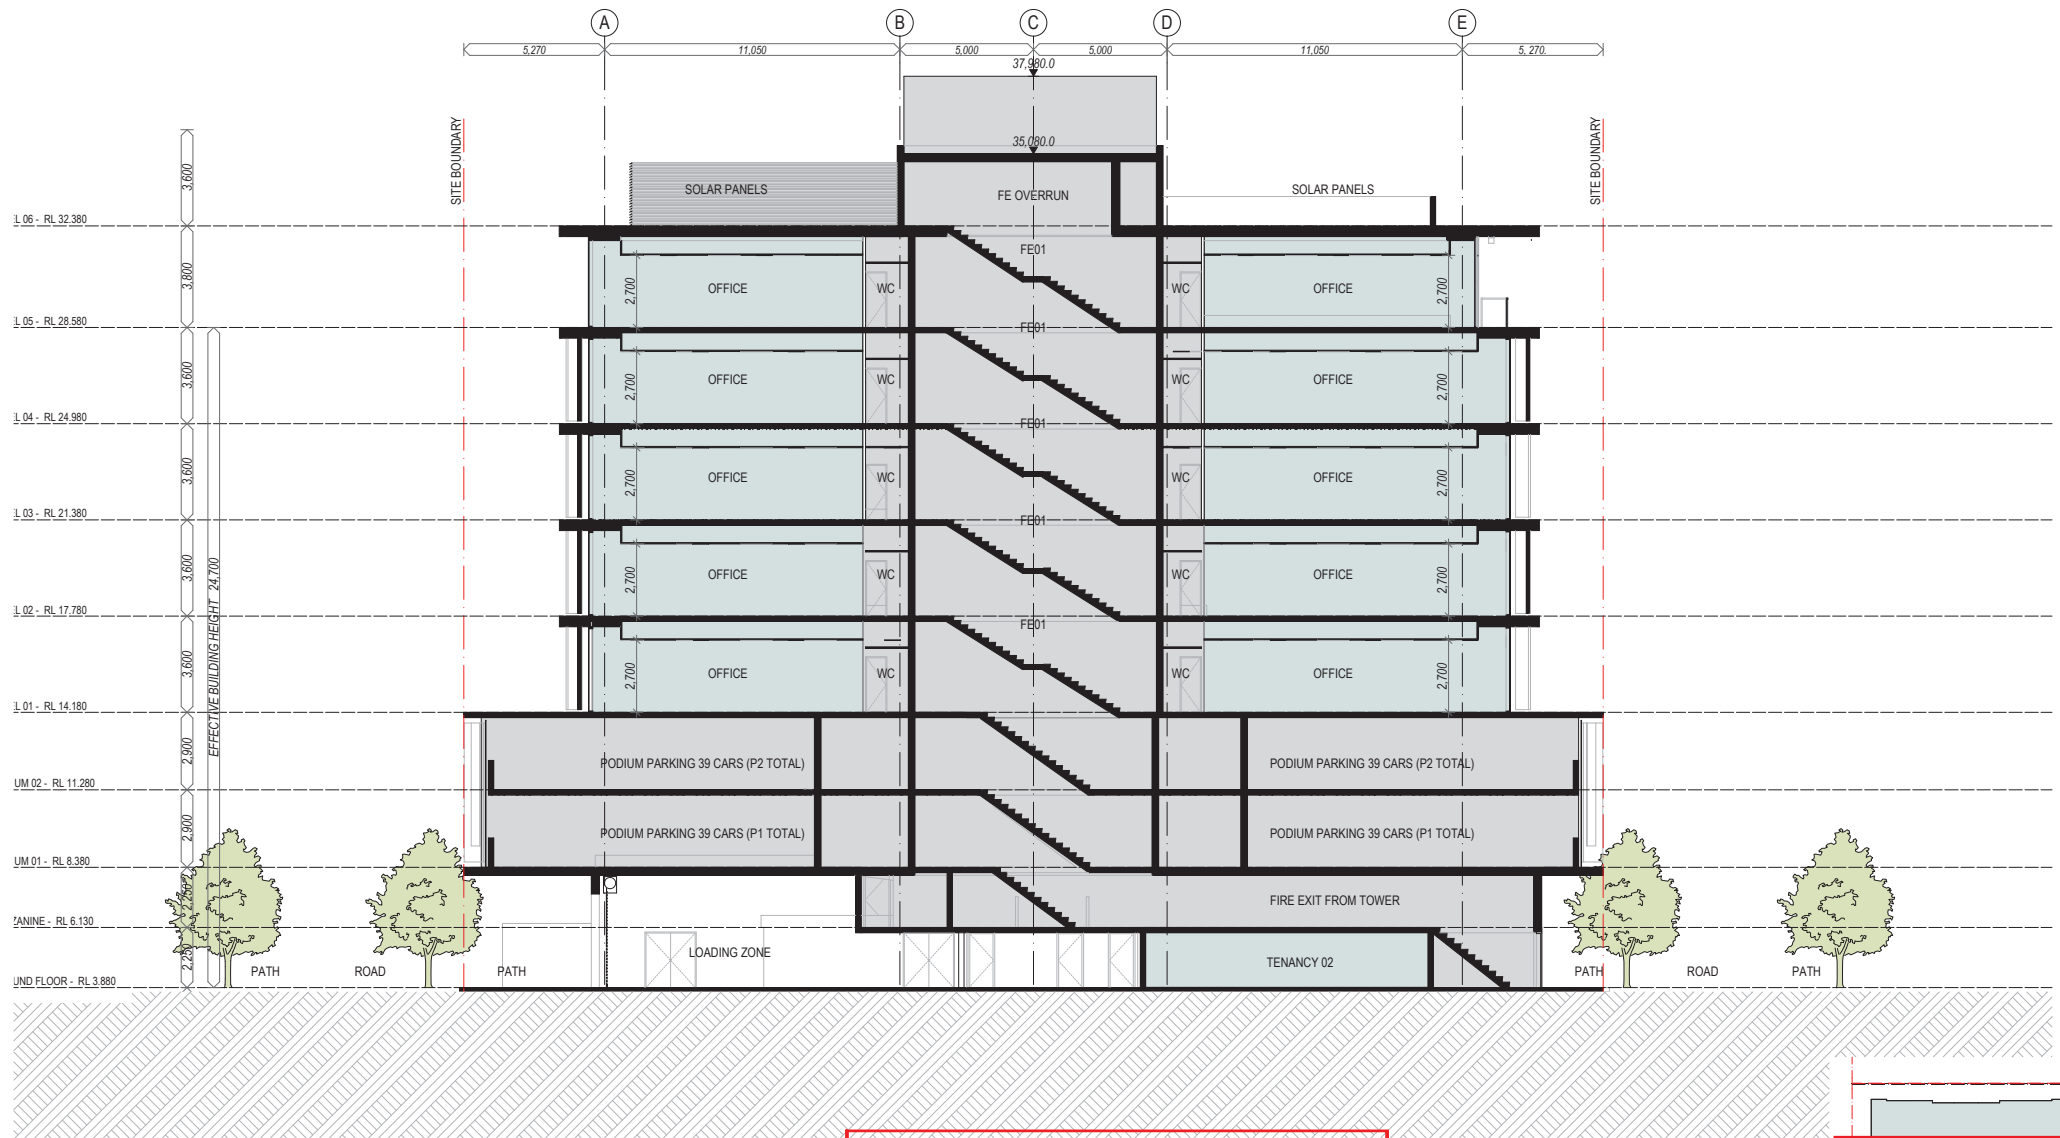 A B C D E
5,270 11,050 5,000 5,000 11,050 5, 270.
37,980.0
SITE BOUNDARY
SITE BOUNDARY
35,080.0
3,600
SOLAR PANELS FE OVERRUN SOLAR PANELS
L 06 - RL 32.380
FE01
3,800 2,700 OFFICE WC WC OFFICE 2,700
L 05 - RL 28.580
FE01
3,600 2,700 OFFICE WC WC OFFICE 2,700
L 04 - RL 24.980
FE01
3,600 2,700 OFFICE WC WC OFFICE 2,700
L 03 - RL 21.380
FE01
3,600 2,700 OFFICE WC WC OFFICE 2,700
EFFECTIVE BUILDING HEIGHT 24,700
L 02 - RL 17.780
FE01
3,600 2,700 OFFICE WC WC OFFICE 2,700
L 01 - RL 14.180
2,900 PODIUM PARKING 39 CARS (P2 TOTAL) PODIUM PARKING 39 CARS (P2 TOTAL)
UM 02 - RL 11.280
2,900 PODIUM PARKING 39 CARS (P1 TOTAL) PODIUM PARKING 39 CARS (P1 TOTAL)
UM 01 - RL 8.380
2,250 FIRE EXIT FROM TOWER
ZANINE - RL 6.130
2,250 LOADING ZONE TENANCY 02
PATH ROAD PATH PATH ROAD PATH
UND FLOOR - RL 3.880